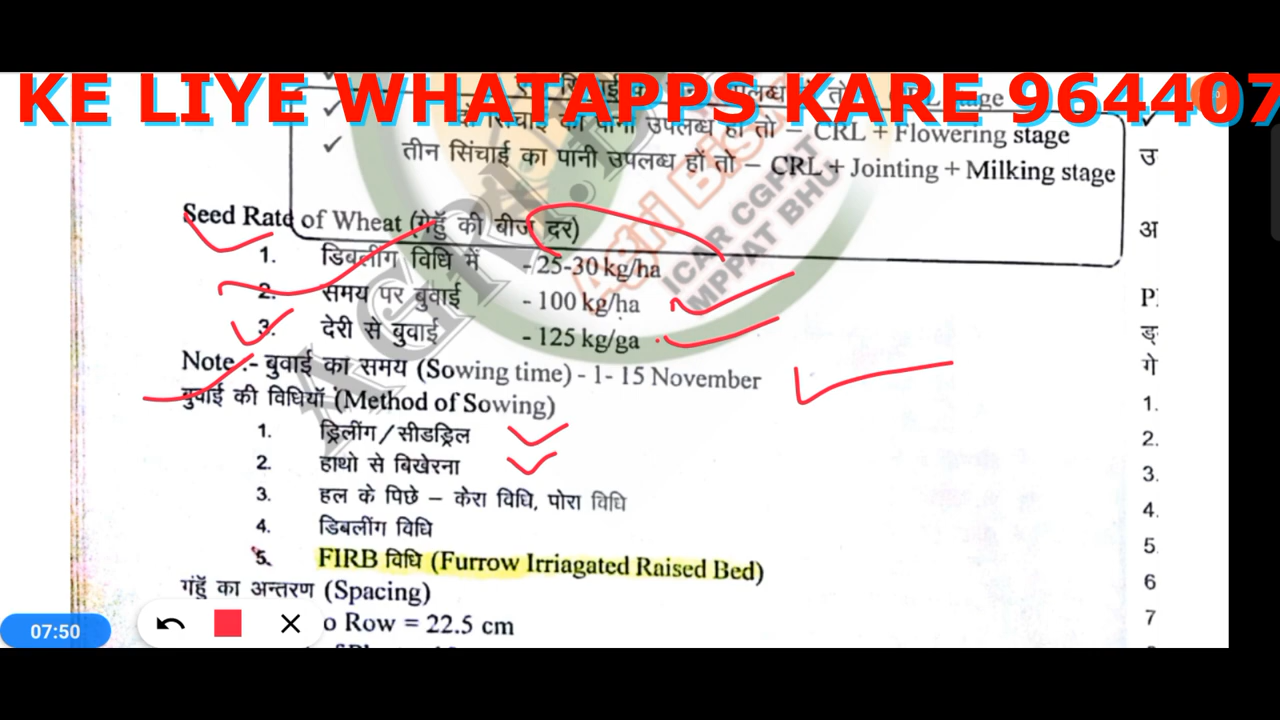 KE LIYE WHATAPPS KARE 964407
CRL stage
दो सिंचाई का पानी उपलब्ध हो तो – CRL + Flowering stage
तीन सिंचाई का पानी उपलब्ध हों तो – CRL + Jointing + Milking stage
Seed Rate of Wheat (गेहूँ की बीज दर)
1. डिबलींग विधि में - 25-30 kg/ha
2. समय पर बुवाई - 100 kg/ha
3. देरी से बुवाई - 125 kg/ga
Note :- बुवाई का समय (Sowing time) - 1- 15 November
बुवाई की विधियॉ (Method of Sowing)
1. ड्रिलींग/सीडड्रिल
2. हाथो से बिखेरना
3. हल के पिछे – केरा विधि, पोरा विधि
4. डिबलींग विधि
5. FIRB विधि (Furrow Irriagated Raised Bed)
गंहूँ का अन्तरण (Spacing)
o Row = 22.5 cm
उ
अ
P
गे
1.
2.
3.
4.
5
6
7
ICAR CGPAT
MPPAT BHU
07:50